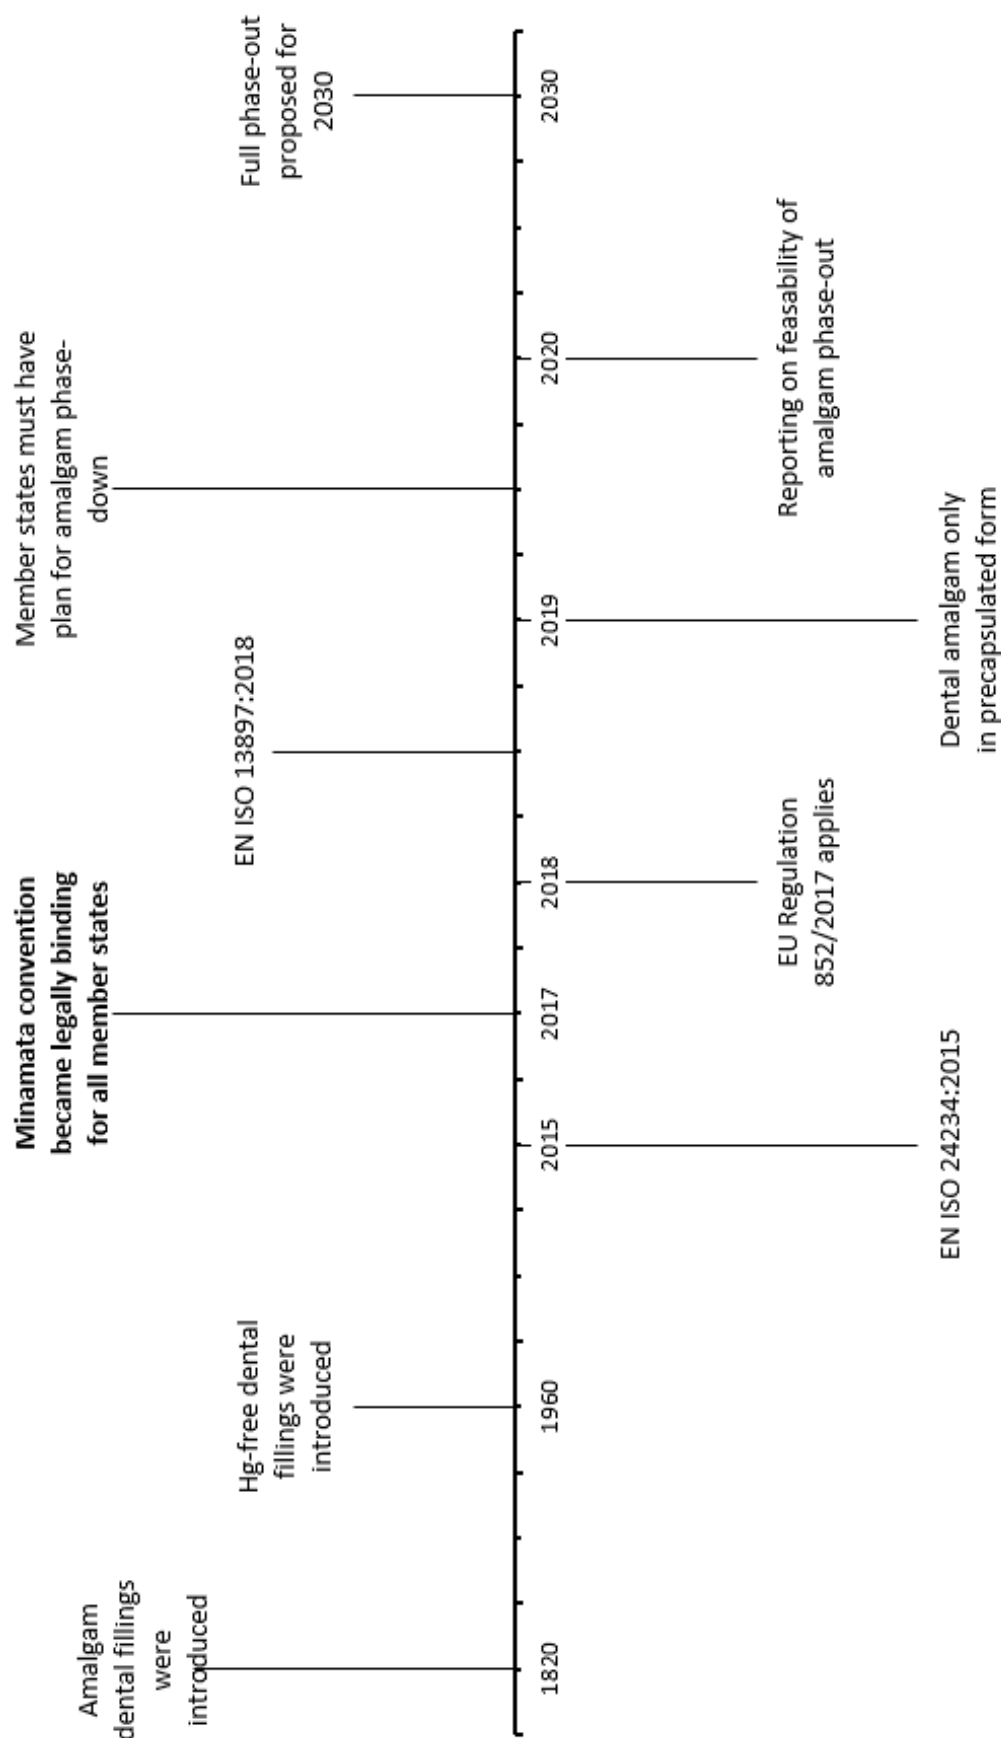 Amalgam
dental fillings
were
introduced
Hg-free dental
fillings were
introduced
Minamata convention
became legally binding
for all member states
EN ISO 13897:2018
Member states must have
plan for amalgam phase-
down
Full phase-out
proposed for
2030
1820
1960
2015
2017
2018
2019
2020
2030
EN ISO 24234:2015
EU Regulation
852/2017 applies
Dental amalgam only
in precapsulated form
Reporting on feasability of
amalgam phase-out